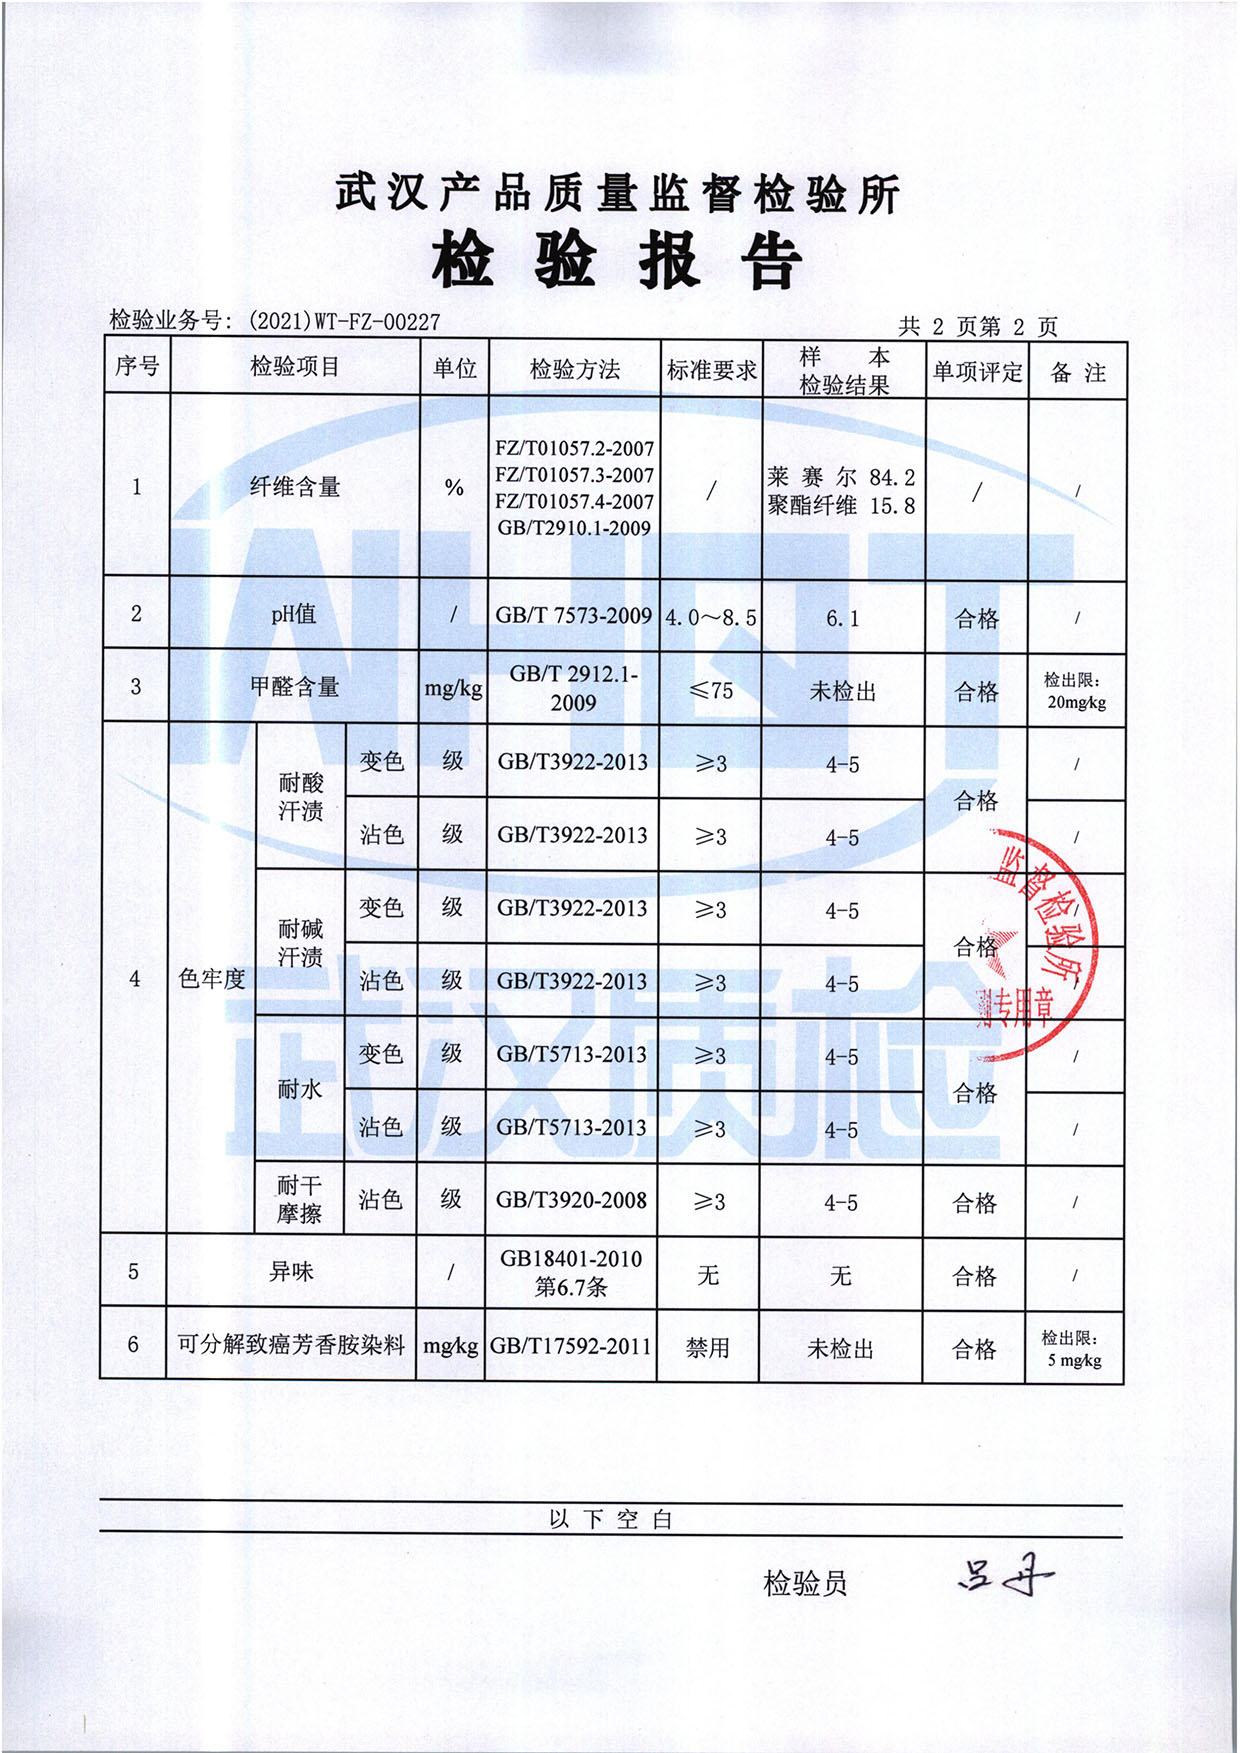 武汉产品质量监督检验所
检验报告
检验业务号: (2021)WT-FZ-00227
共 2 页第 2 页
序号 检验项目 单位 检验方法 标准要求 样本检验结果 单项评定 备 注
1 纤维含量 % FZ/T01057.2-2007 / 莱赛尔 84.2 / /
FZ/T01057.3-2007 聚酯纤维 15.8
FZ/T01057.4-2007
GB/T2910.1-2009
2 pH值 / GB/T 7573-2009 4.0～8.5 6.1 合格 /
3 甲醛含量 mg/kg GB/T 2912.1-2009 ≤75 未检出 合格 检出限: 20mg/kg
4 色牢度 耐酸汗渍 变色 级 GB/T3922-2013 ≥3 4-5 合格 /
沾色 级 GB/T3922-2013 ≥3 4-5 /
耐碱汗渍 变色 级 GB/T3922-2013 ≥3 4-5 合格 /
沾色 级 GB/T3922-2013 ≥3 4-5 /
耐水 变色 级 GB/T5713-2013 ≥3 4-5 合格 /
沾色 级 GB/T5713-2013 ≥3 4-5 /
耐干摩擦 沾色 级 GB/T3920-2008 ≥3 4-5 合格 /
5 异味 / GB18401-2010 第6.7条 无 无 合格 /
6 可分解致癌芳香胺染料 mg/kg GB/T17592-2011 禁用 未检出 合格 检出限: 5 mg/kg
以下空白
检验员 吕丹
WHQT
武汉质检
监督检验所
测专用章